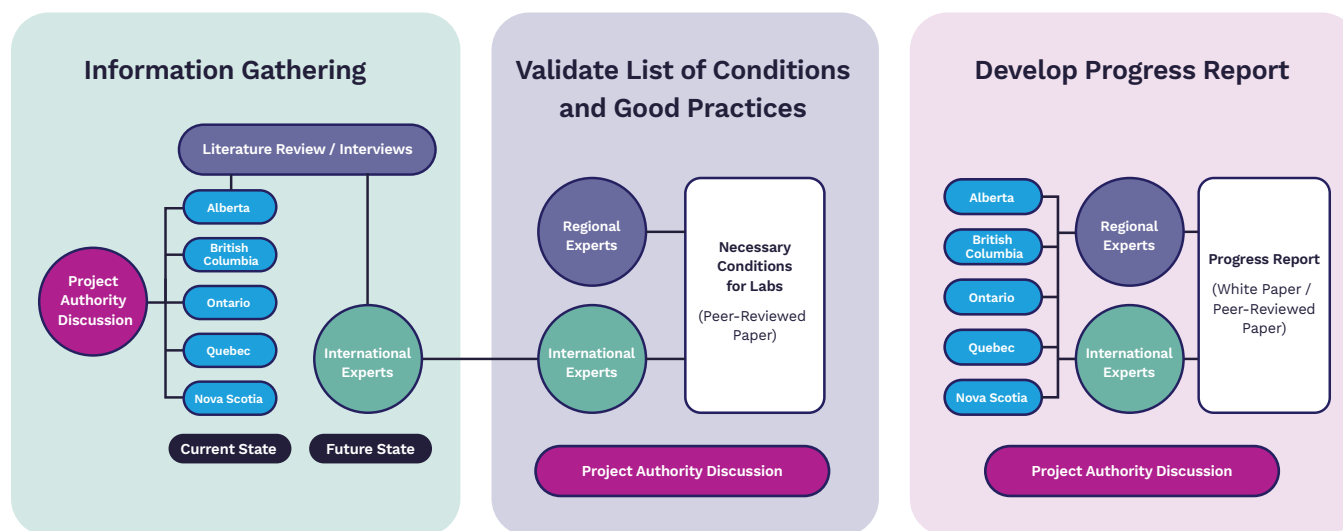 Information Gathering
Literature Review / Interviews
Project
Authority
Discussion
Alberta
British
Columbia
Ontario
Quebec
Nova Scotia
International
Experts
Current State
Future State
Validate List of Conditions
and Good Practices
Regional
Experts
International
Experts
Necessary
Conditions
for Labs
(Peer-Reviewed
Paper)
Project Authority Discussion
Develop Progress Report
Alberta
British
Columbia
Ontario
Quebec
Nova Scotia
Regional
Experts
International
Experts
Progress Report
(White Paper /
Peer-Reviewed
Paper)
Project Authority Discussion